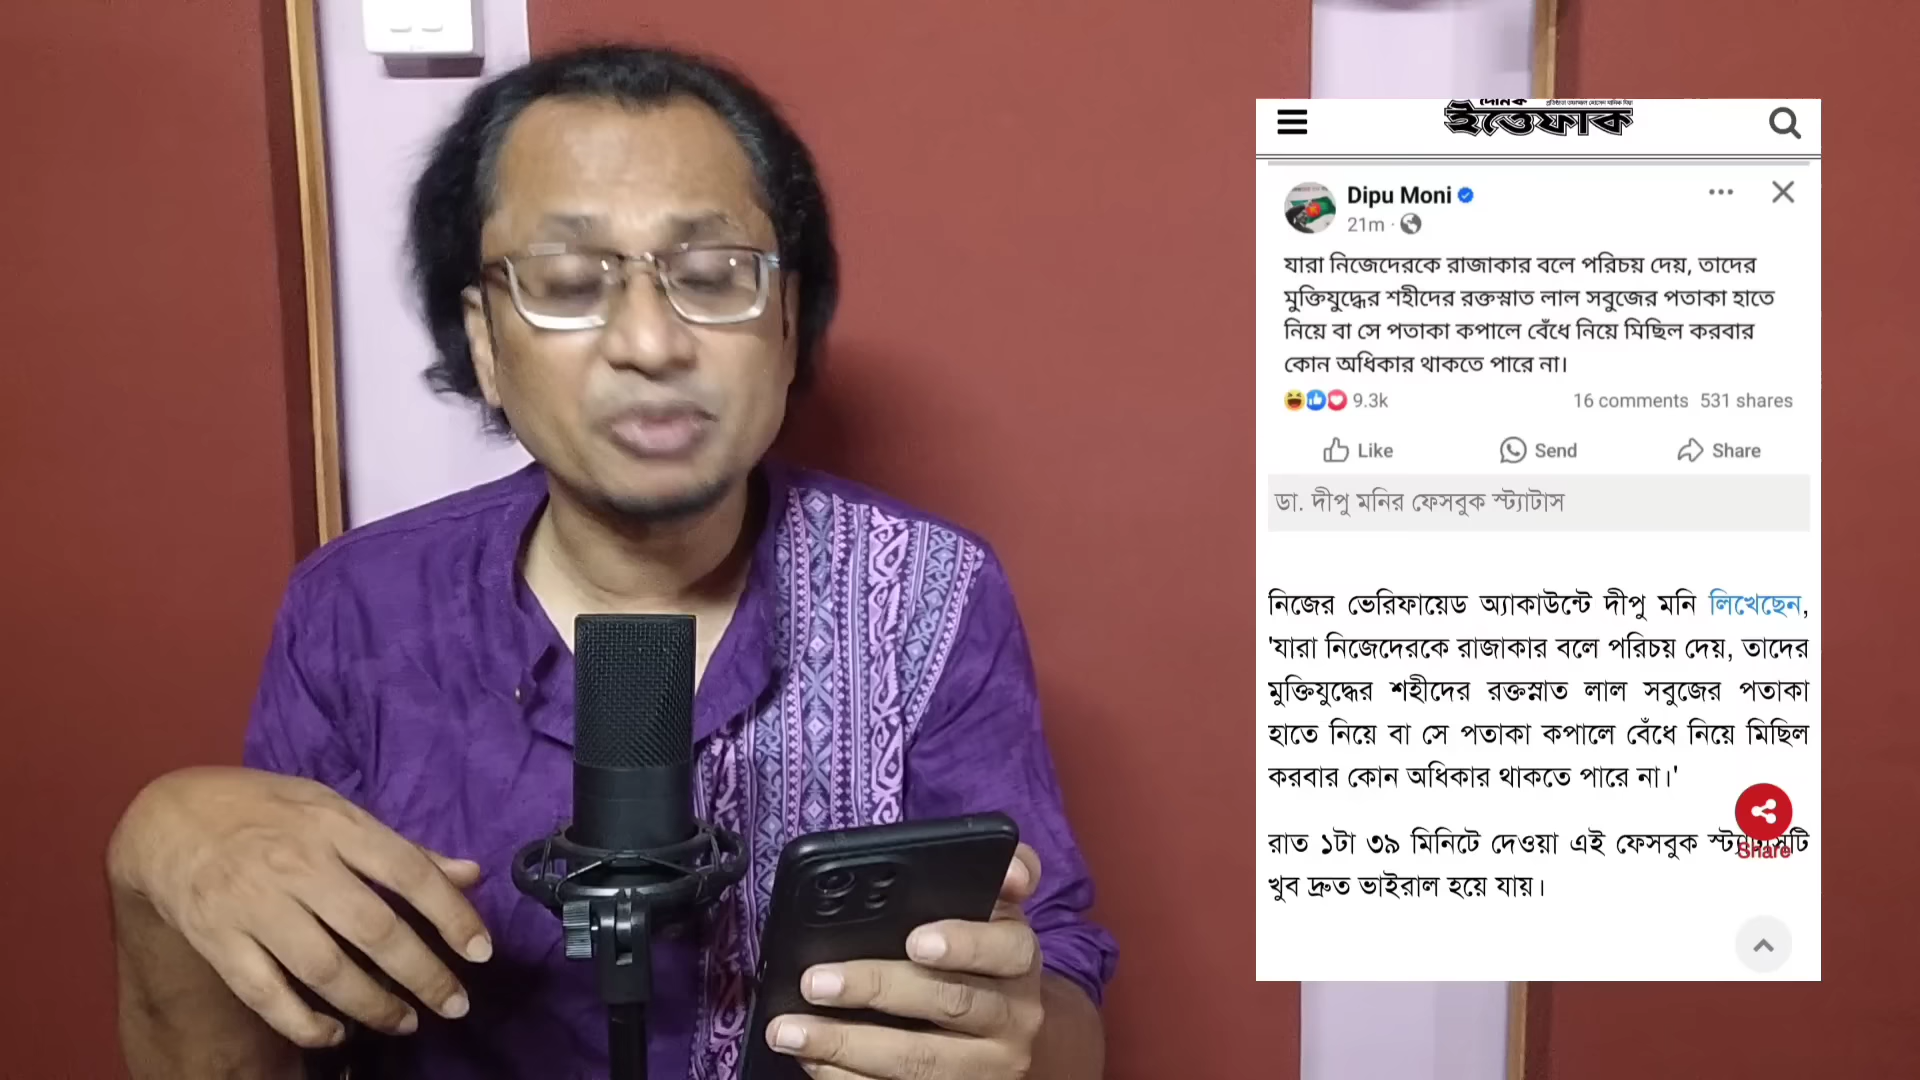 দৈনিক
ইত্তেফাক
Dipu Moni
21m ·
যারা নিজেদেরকে রাজাকার বলে পরিচয় দেয়, তাদের
মুক্তিযুদ্ধের শহীদের রক্তস্নাত লাল সবুজের পতাকা হাতে
নিয়ে বা সে পতাকা কপালে বেঁধে নিয়ে মিছিল করবার
কোন অধিকার থাকতে পারে না।
9.3k 16 comments 531 shares
Like Send Share
ডা. দীপু মনির ফেসবুক স্ট্যাটাস
নিজের ভেরিফায়েড অ্যাকাউন্টে দীপু মনি লিখেছেন,
'যারা নিজেদেরকে রাজাকার বলে পরিচয় দেয়, তাদের
মুক্তিযুদ্ধের শহীদের রক্তস্নাত লাল সবুজের পতাকা
হাতে নিয়ে বা সে পতাকা কপালে বেঁধে নিয়ে মিছিল
করবার কোন অধিকার থাকতে পারে না।'
রাত ১টা ৩৯ মিনিটে দেওয়া এই ফেসবুক স্ট্যাটাসটি
Share
খুব দ্রুত ভাইরাল হয়ে যায়।